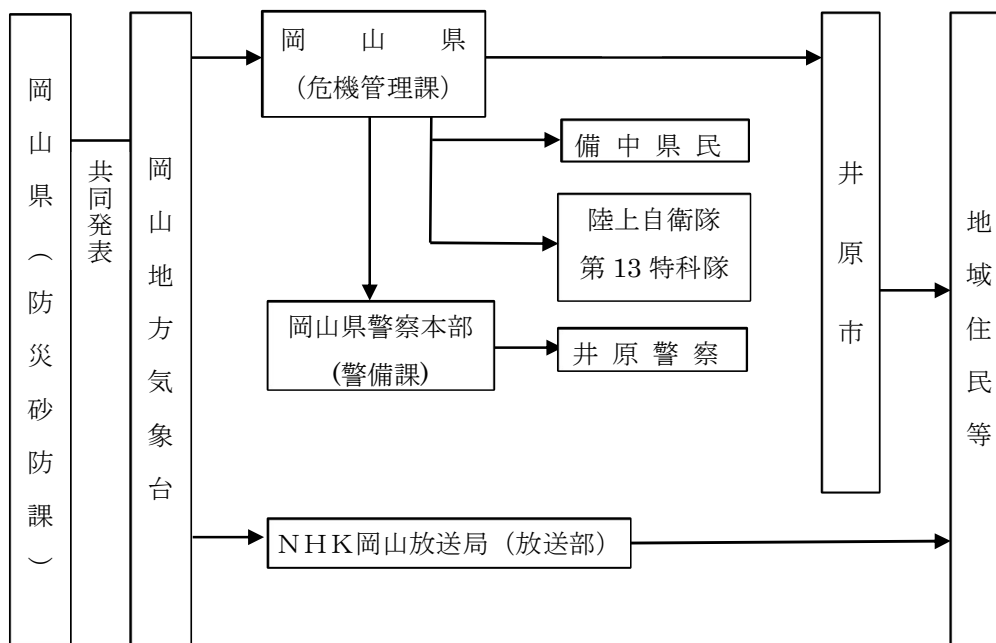 岡山県（防災砂防課）
共同発表
岡山地方気象台
岡山県
(危機管理課)
備中県民
陸上自衛隊
第13特科隊
岡山県警察本部
(警備課)
井原警察
NHK岡山放送局（放送部）
井原市
地域住民等